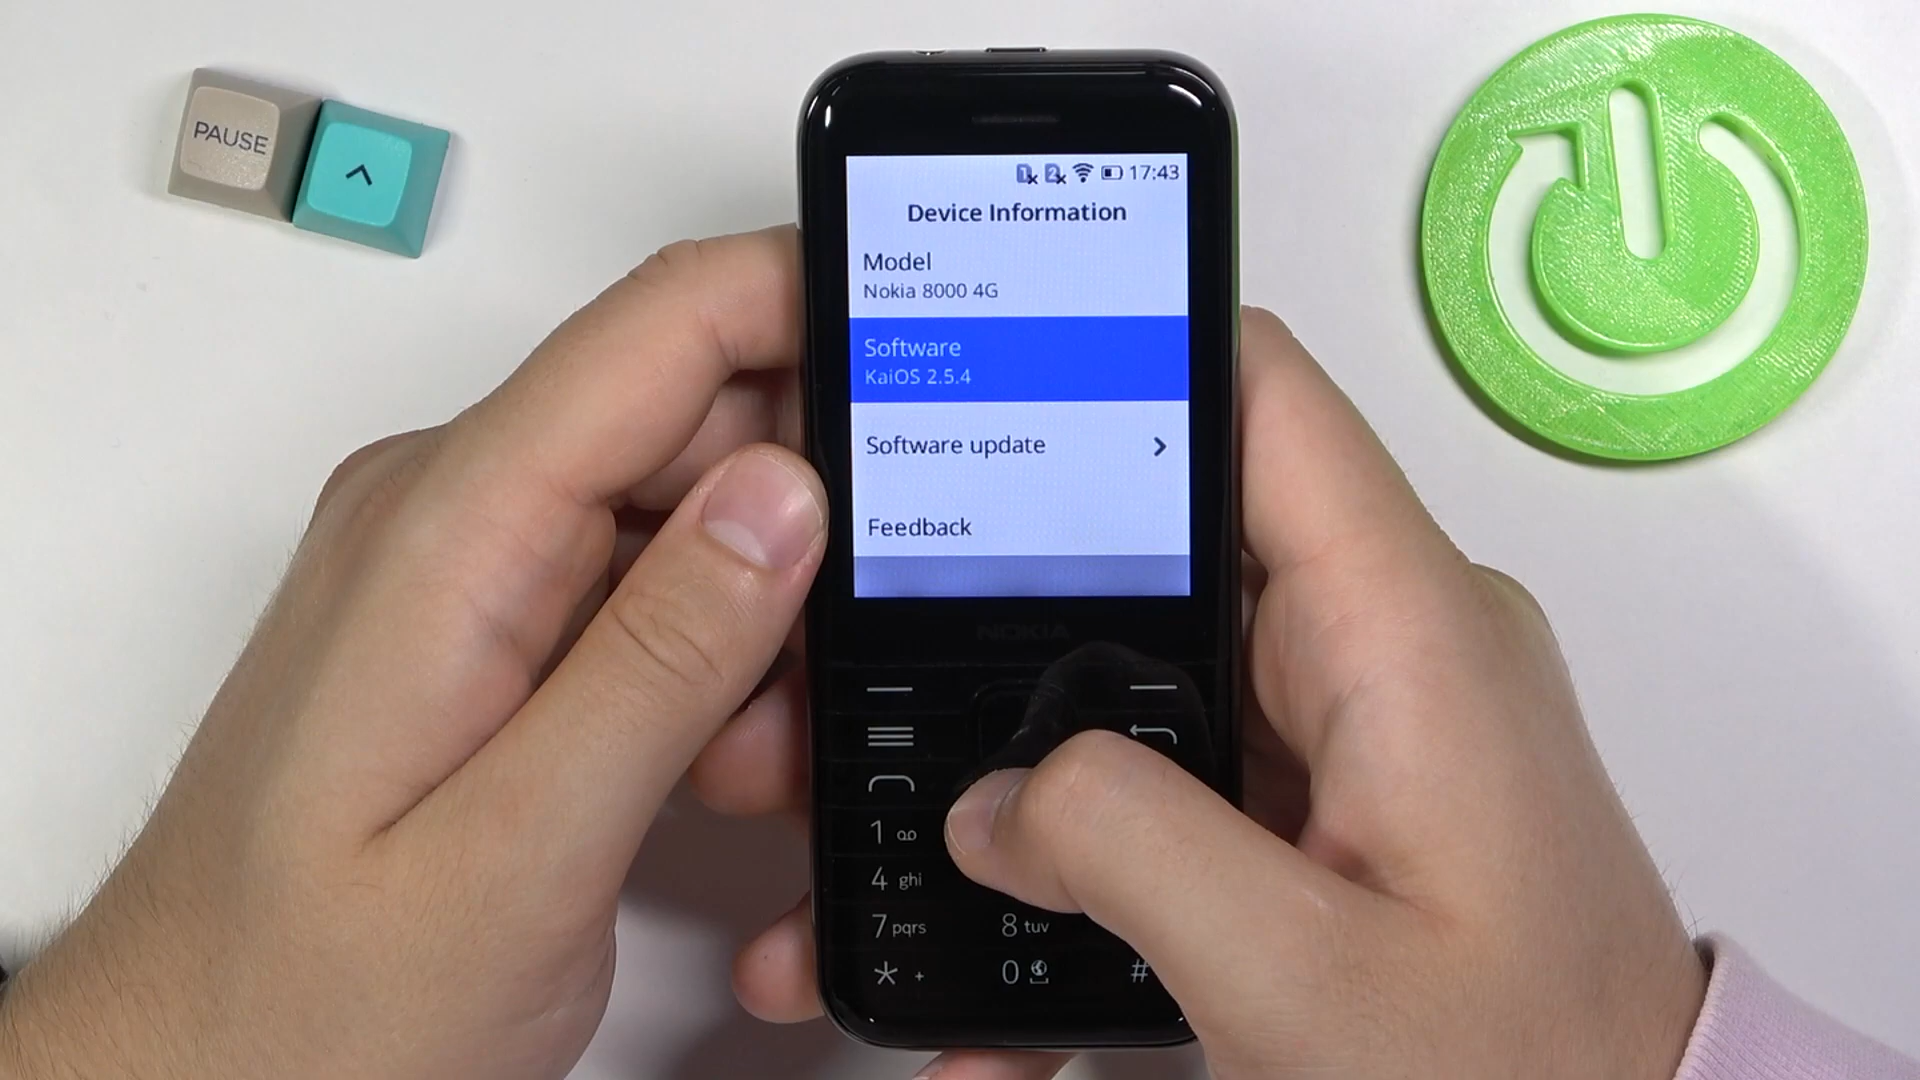 PAUSE
17:43
Device Information
Model
Nokia 8000 4G
Software
KaiOS 2.5.4
Software update
Feedback
NOKIA
1
4 ghi
7 pqrs 8 tuv
* + 0 #